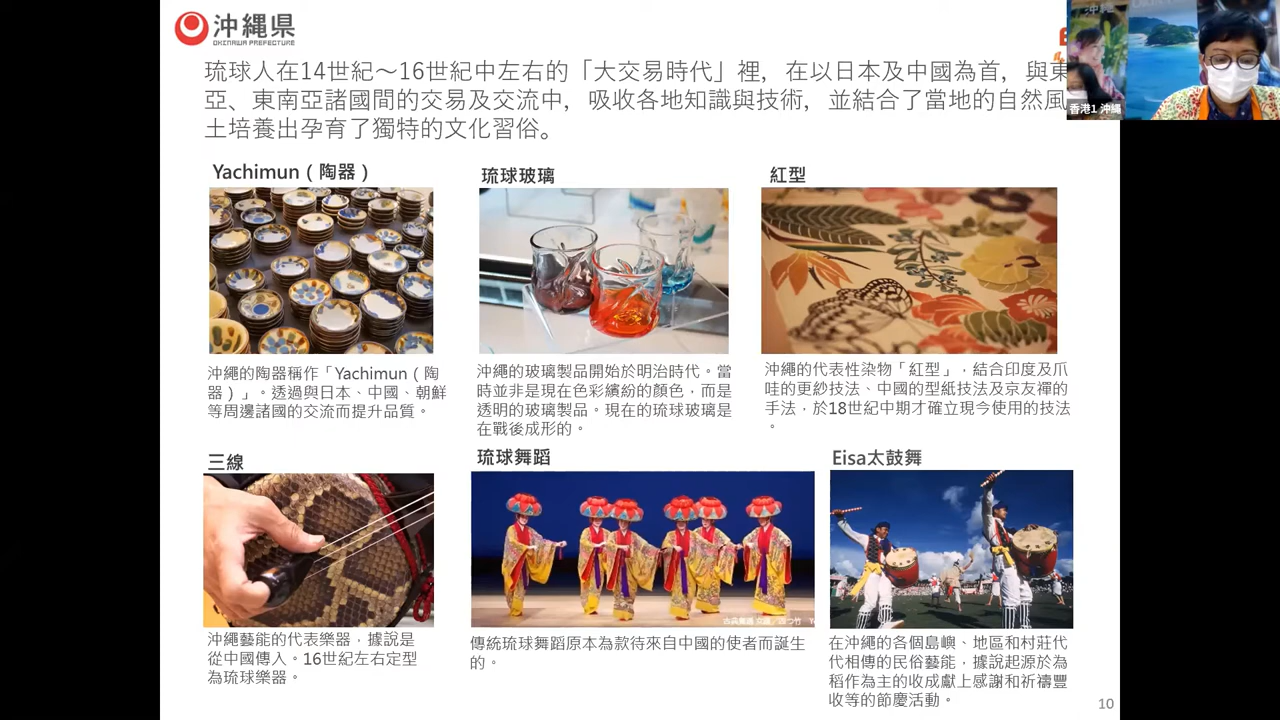 沖縄県
OKINAWA PREFECTURE
琉球人在14世紀～16世紀中左右的「大交易時代」裡，在以日本及中國為首，與東
亞、東南亞諸國間的交易及交流中，吸收各地知識與技術，並結合了當地的自然風
土培養出孕育了獨特的文化習俗。
香港1 沖縄
Yachimun（陶器）
琉球玻璃
紅型
沖繩的陶器稱作「Yachimun（陶
器）」。透過與日本、中國、朝鮮
等周邊諸國的交流而提升品質。
沖繩的玻璃製品開始於明治時代。當
時並非是現在色彩繽紛的顏色，而是
透明的玻璃製品。現在的琉球玻璃是
在戰後成形的。
沖繩的代表性染物「紅型」，結合印度及爪
哇的更紗技法、中國的型紙技法及京友禪的
手法，於18世紀中期才確立現今使用的技法
。
三線
琉球舞蹈
Eisa太鼓舞
沖繩藝能的代表樂器，據說是
從中國傳入。16世紀左右定型
為琉球樂器。
傳統琉球舞蹈原本為款待來自中國的使者而誕生
的。
在沖繩的各個島嶼、地區和村莊代
代相傳的民俗藝能，據說起源於為
稻作為主的收成獻上感謝和祈禱豐
收等的節慶活動。
10